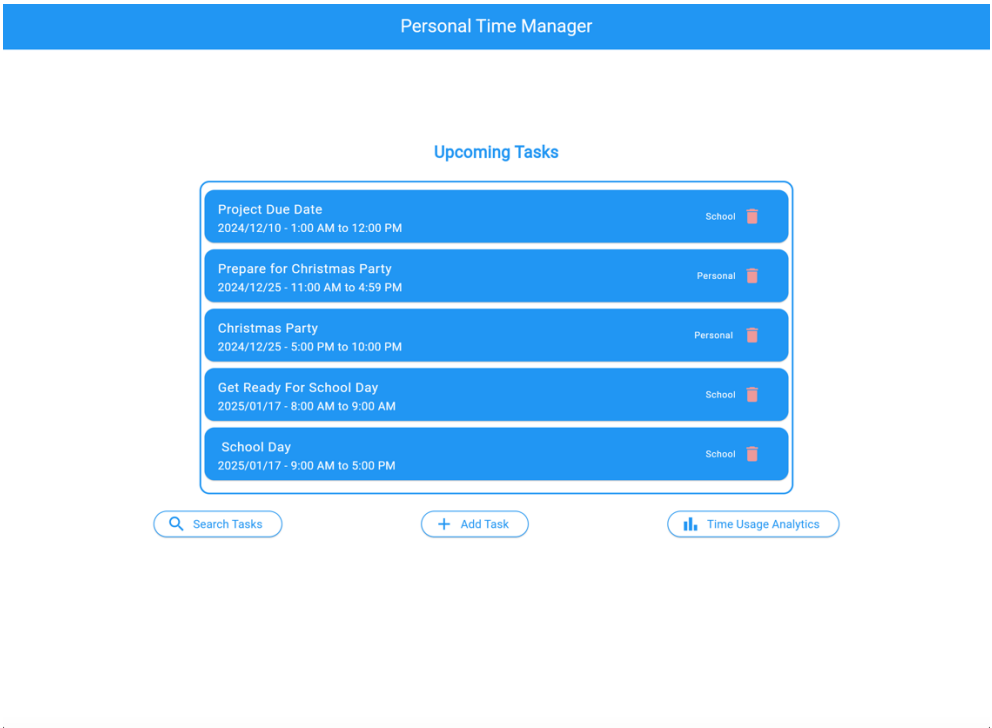 Personal Time Manager
Upcoming Tasks
Project Due Date
2024/12/10 - 1:00 AM to 12:00 PM
School
Prepare for Christmas Party
2024/12/25 - 11:00 AM to 4:59 PM
Personal
Christmas Party
2024/12/25 - 5:00 PM to 10:00 PM
Personal
Get Ready For School Day
2025/01/17 - 8:00 AM to 9:00 AM
School
School Day
2025/01/17 - 9:00 AM to 5:00 PM
School
Search Tasks
Add Task
Time Usage Analytics